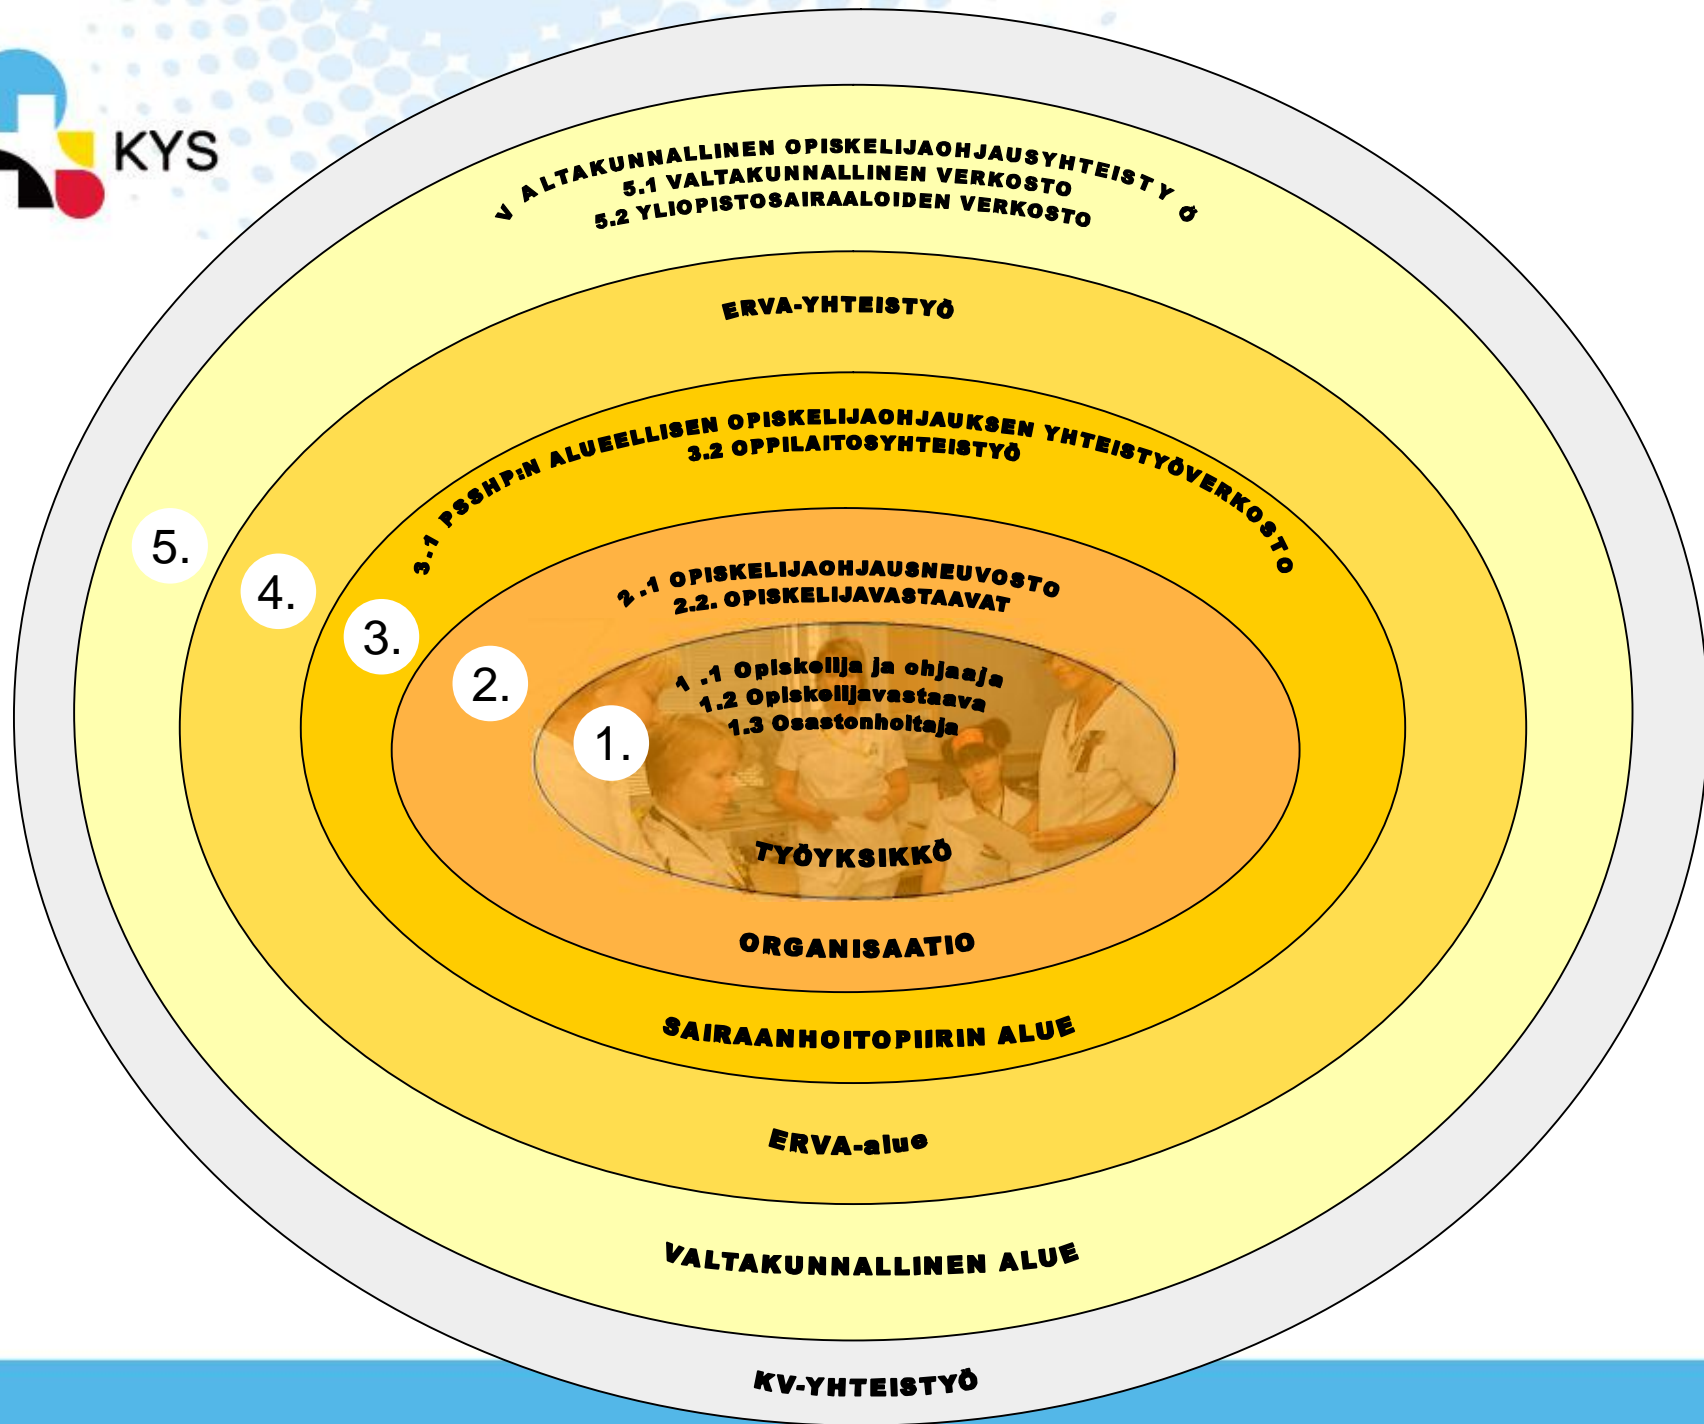 KYS
VALTAKUNNALLINEN OPISKELIJAOHJAUSYHTEISTYÖ
5.1 VALTAKUNNALLINEN VERKOSTO
5.2 YLIOPISTOSAIRAALOIDEN VERKOSTO
ERVA-YHTEISTYÖ
3.1 PSSHP:N ALUEELLISEN OPISKELIJAOHJAUKSEN YHTEISTYÖVERKOSTO
3.2 OPPILAITOSYHTEISTYÖ
5.
4.
3.
2.
1.
2.1 OPISKELIJAOHJAUSNEUVOSTO
2.2. OPISKELIJAVASTAAVAT
1.1 Opiskelija ja ohjaaja
1.2 Opiskelijavastaava
1.3 Osastonhoitaja
TYÖYKSIKKÖ
ORGANISAATIO
SAIRAANHOITOPIIRIN ALUE
ERVA-alue
VALTAKUNNALLINEN ALUE
KV-YHTEISTYÖ